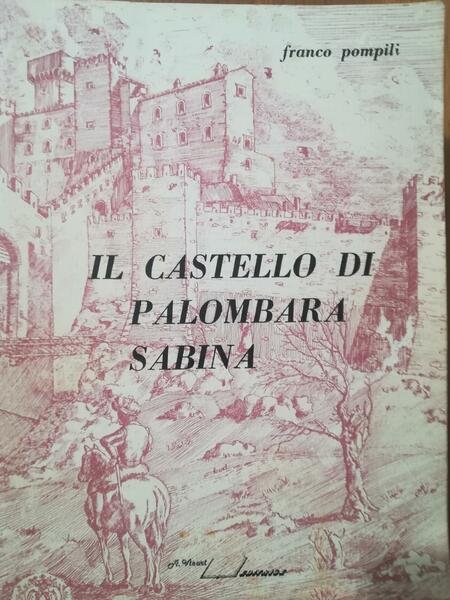 franco pompili
IL CASTELLO DI
PALOMBARA
SABINA